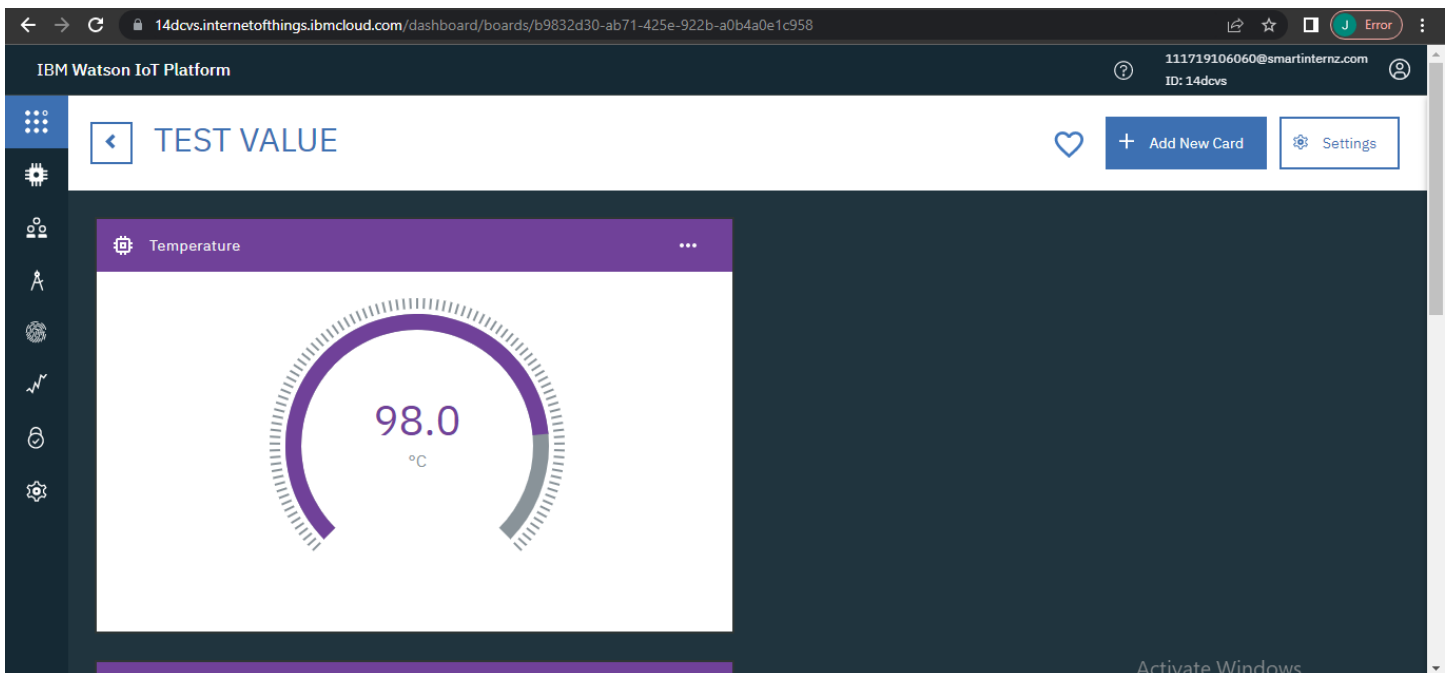 14dcvs.internetofthings.ibmcloud.com/dashboard/boards/b9832d30-ab71-425e-922b-a0b4a0e1c958
J Error
IBM Watson IoT Platform
111719106060@smartinternz.com
ID: 14dcvs
TEST VALUE
Add New Card
Settings
Temperature
98.0
°C
Activate Windows